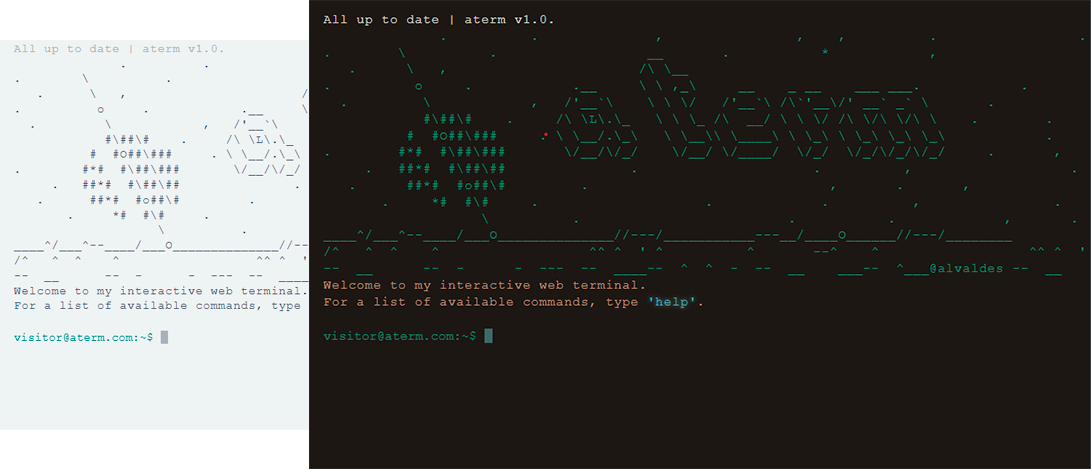 All up to date | aterm v1.0.
Welcome to my interactive web terminal.
For a list of available commands, type
visitor@aterm.com:~$
All up to date | aterm v1.0.
aterm
@alvaldes
Welcome to my interactive web terminal.
For a list of available commands, type 'help'.
visitor@aterm.com:~$